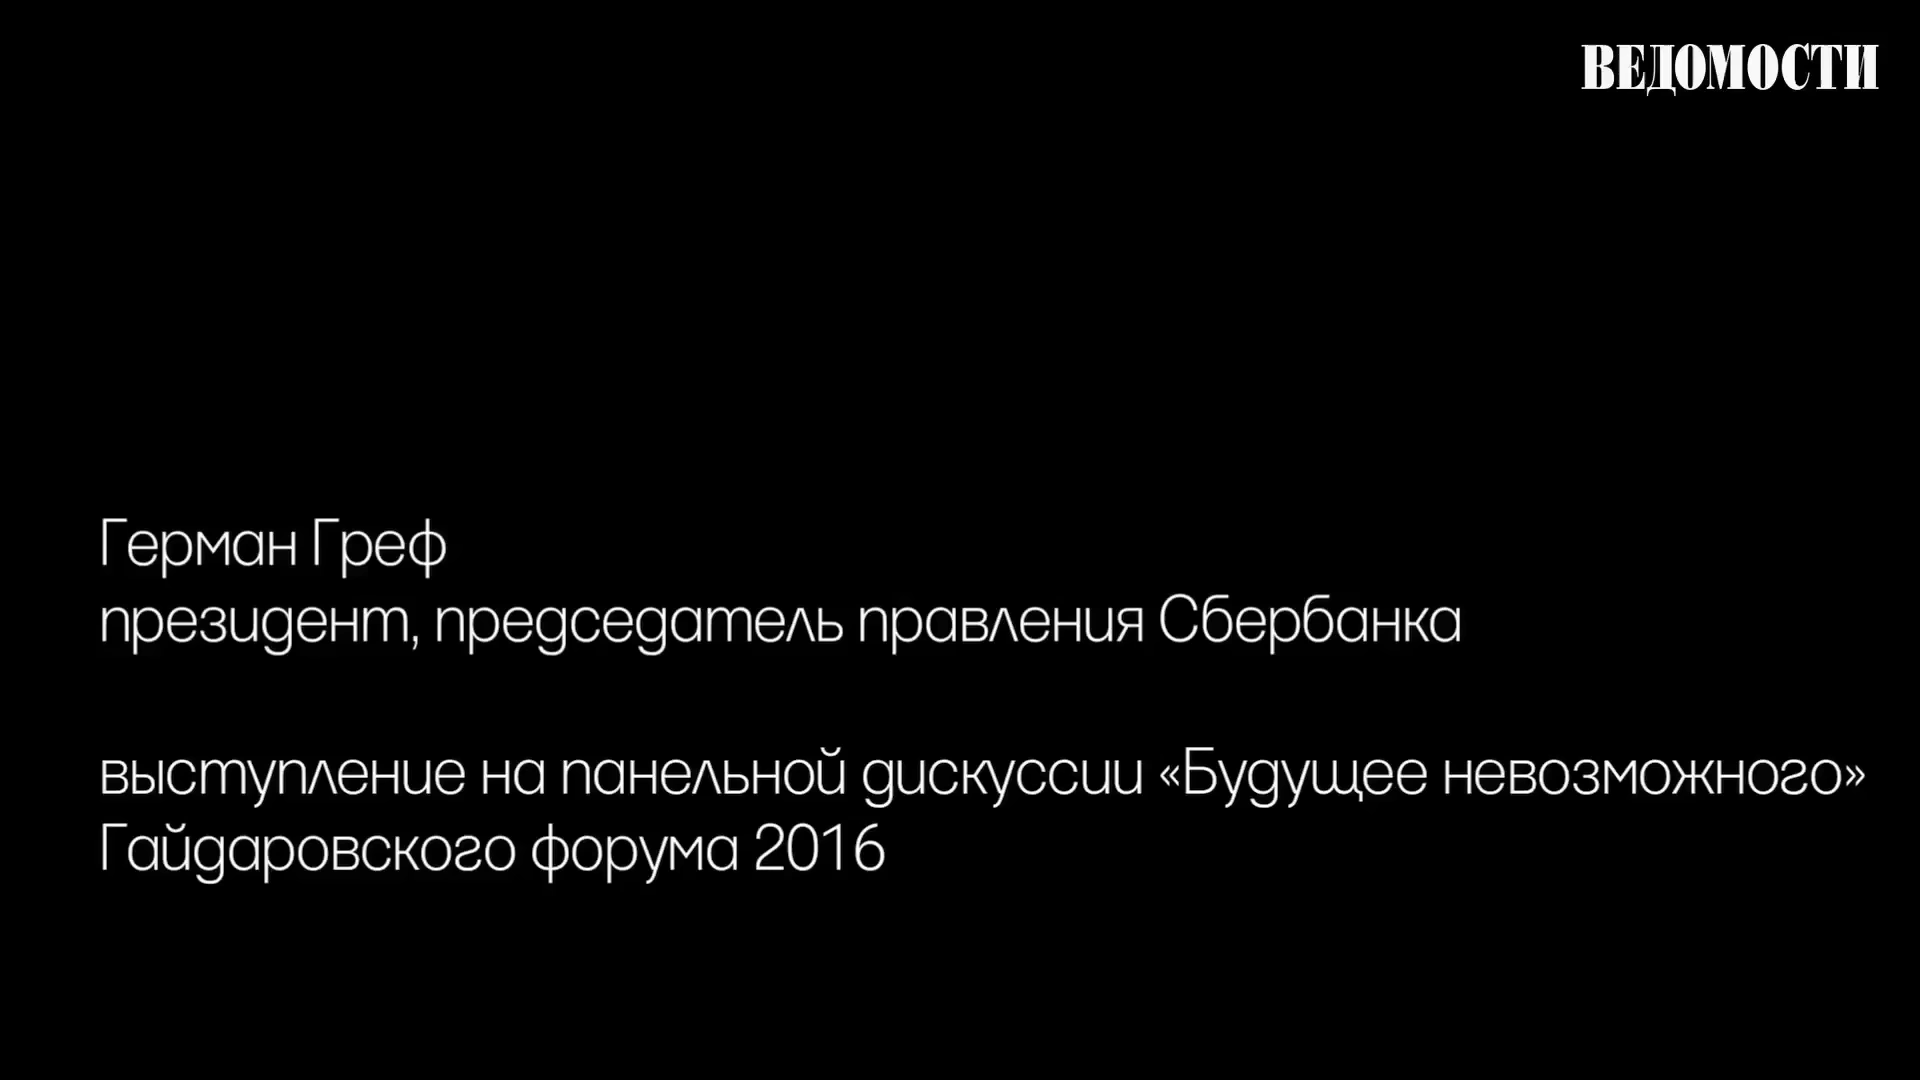 ВЕДОМОСТИ
Герман Греф
президент, председатель правления Сбербанка
выступление на панельной дискуссии «Будущее невозможного»
Гайдаровского форума 2016